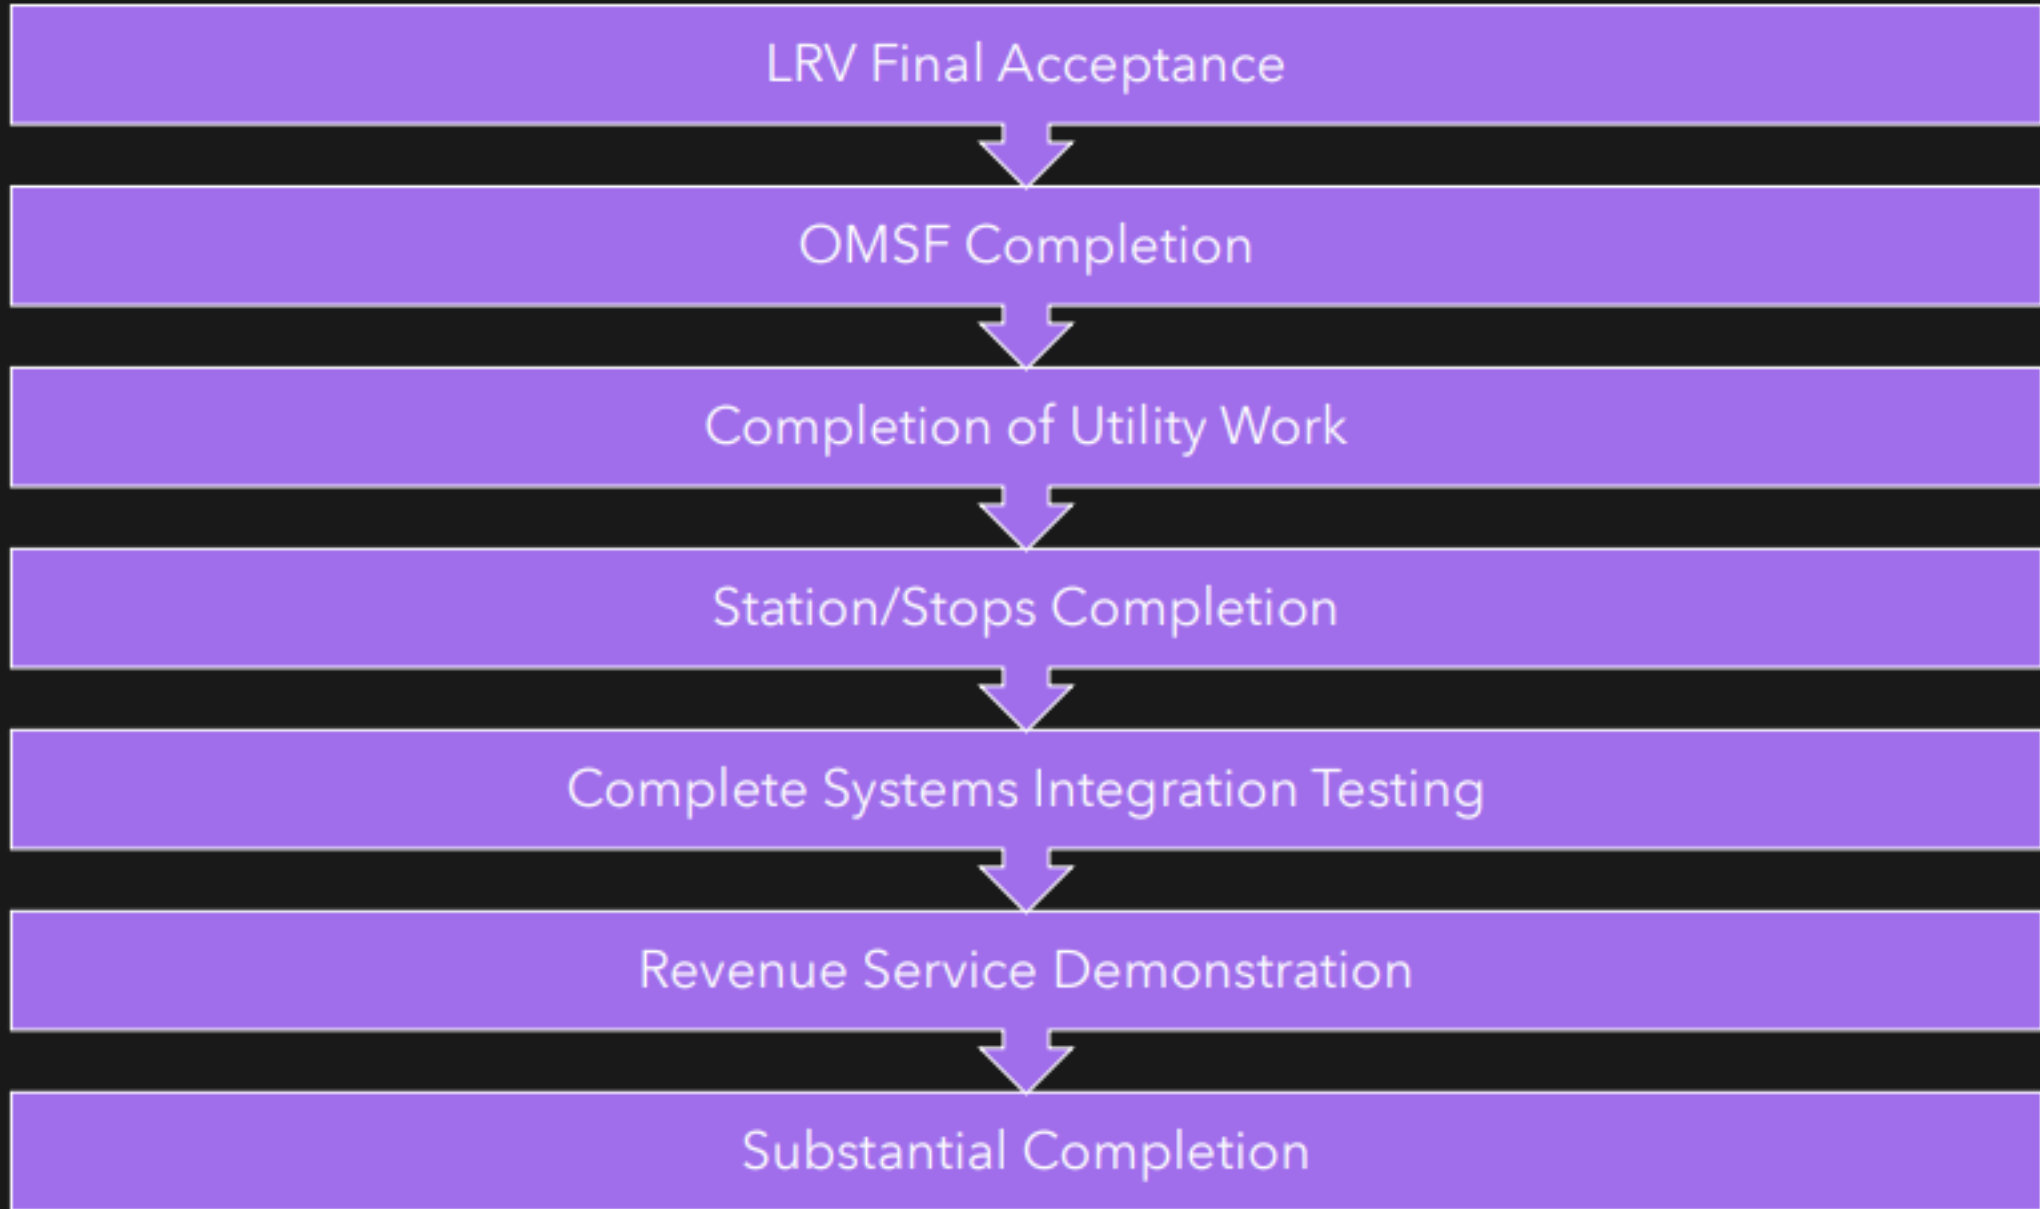 LRV Final Acceptance
OMSF Completion
Completion of Utility Work
Station/Stops Completion
Complete Systems Integration Testing
Revenue Service Demonstration
Substantial Completion